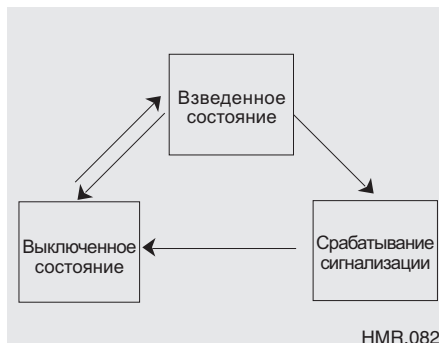 Взведенное
состояние
Выключенное
состояние
Срабатывание
сигнализации
HMR.082